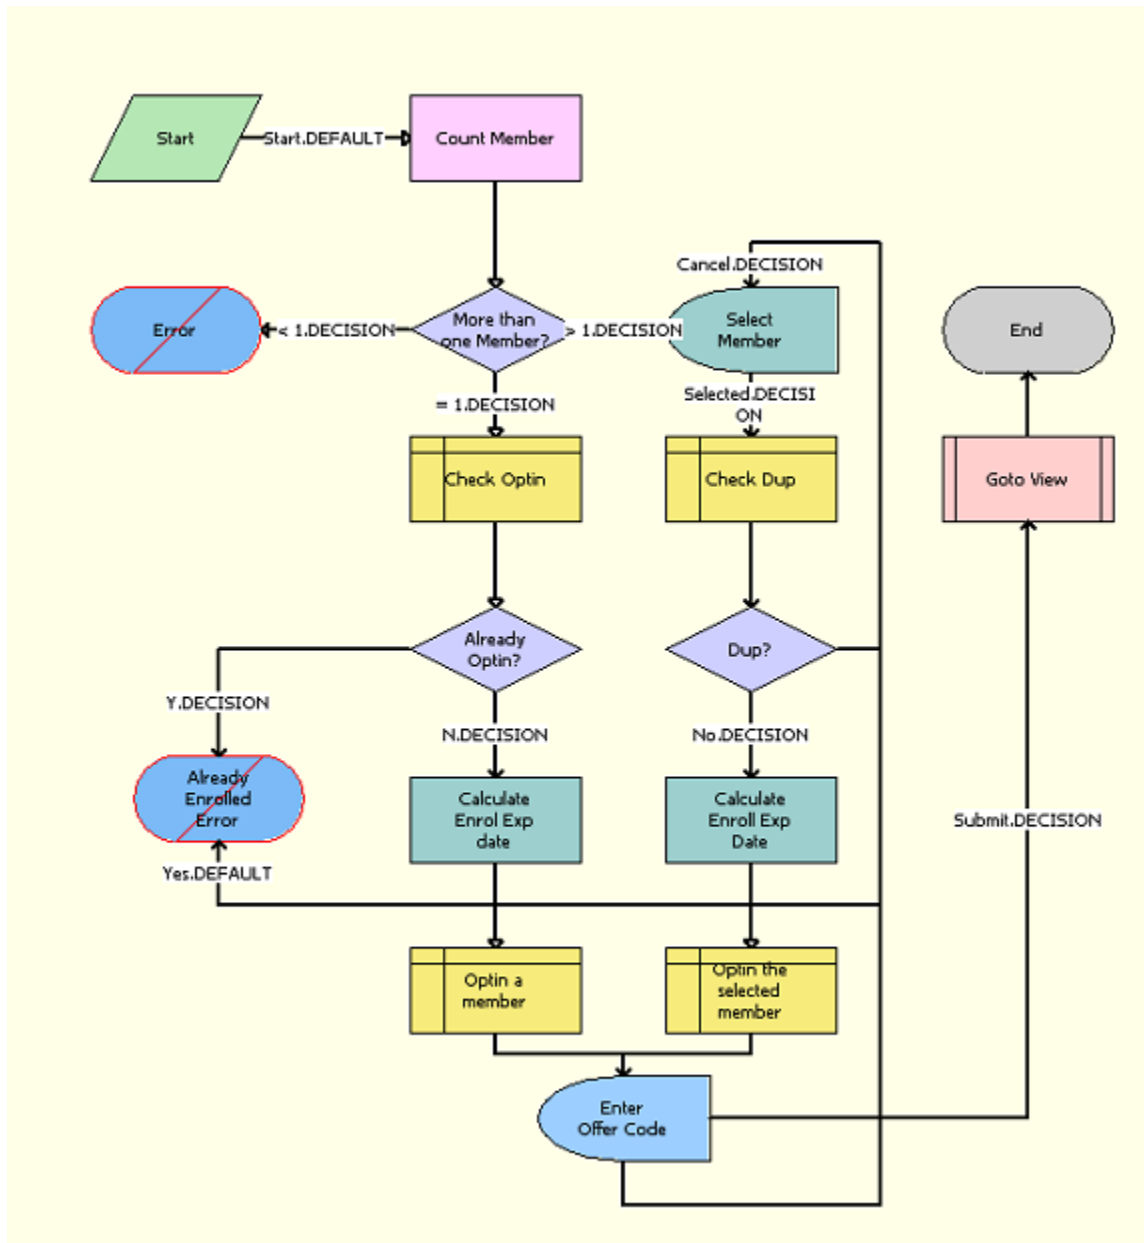 Start
Start.DEFAULT
Count Member
Cancel.DECISION
Error
< 1.DECISION
More than
one Member?
> 1.DECISION
Select
Member
End
= 1.DECISION
Selected.DECISI
ON
Check Optin
Check Dup
Goto View
Already
Optin?
Dup?
Y.DECISION
N.DECISION
No.DECISION
Already
Enrolled
Error
Calculate
Enrol Exp
date
Calculate
Enroll Exp
Date
Submit.DECISION
Yes.DEFAULT
Optin a
member
Optin the
selected
member
Enter
Offer Code